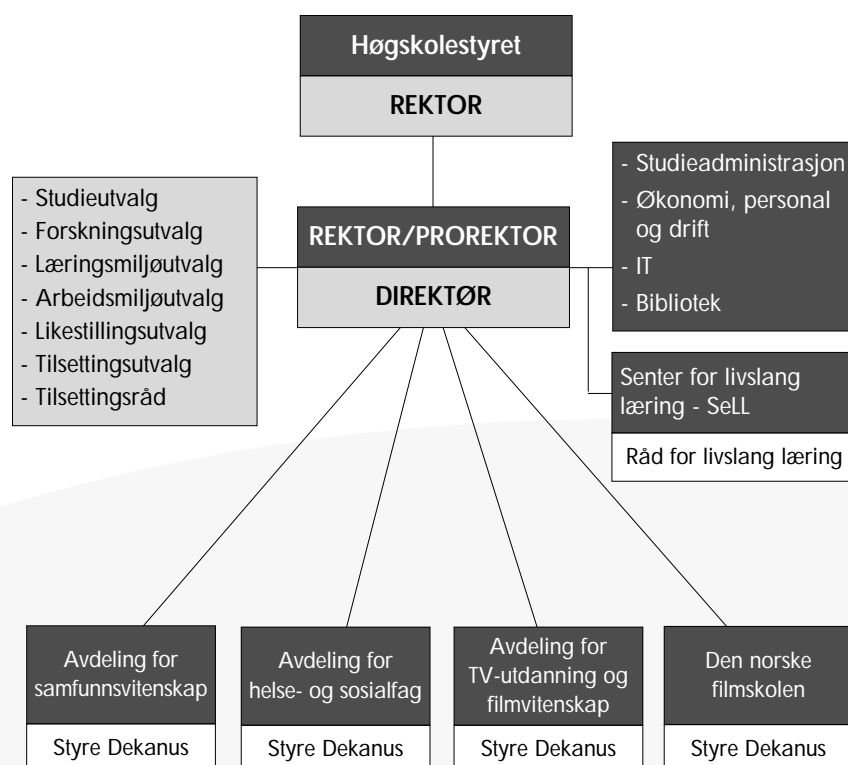 Høgskolestyret
REKTOR
- Studieutvalg
- Forskningsutvalg
- Læringsmiljøutvalg
- Arbeidsmiljøutvalg
- Likestillingsutvalg
- Tilsettingsutvalg
- Tilsettingsråd
REKTOR/PROREKTOR
DIREKTØR
- Studieadministrasjon
- Økonomi, personal
og drift
- IT
- Bibliotek
Senter for livslang
læring - SeLL
Råd for livslang læring
Avdeling for
samfunnsvitenskap
Styre Dekanus
Avdeling for
helse- og sosialfag
Styre Dekanus
Avdeling for
TV-utdanning og
filmvitenskap
Styre Dekanus
Den norske
filmskolen
Styre Dekanus